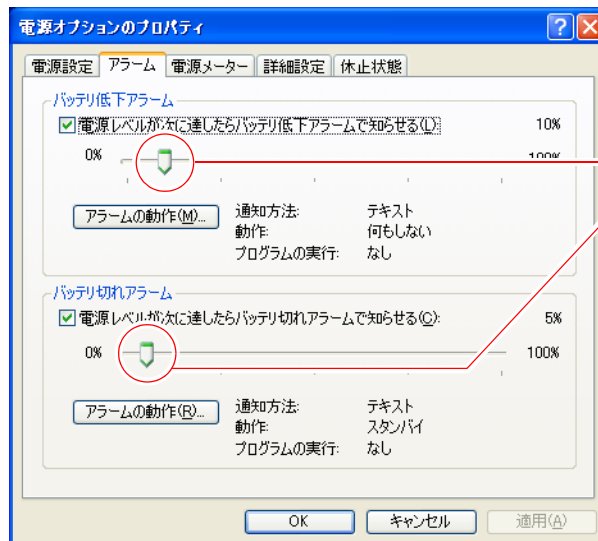 電源オプションのプロパティ
電源設定 アラーム 電源メーター 詳細設定 休止状態
バッテリ低下アラーム
電源レベルが次に達したらバッテリ低下アラームで知らせる(L): 10%
0% 100%
アラームの動作(M)... 通知方法: テキスト
動作: 何もしない
プログラムの実行: なし
バッテリ切れアラーム
電源レベルが次に達したらバッテリ切れアラームで知らせる(C): 5%
0% 100%
アラームの動作(R)... 通知方法: テキスト
動作: スタンバイ
プログラムの実行: なし
OK キャンセル 適用(A)